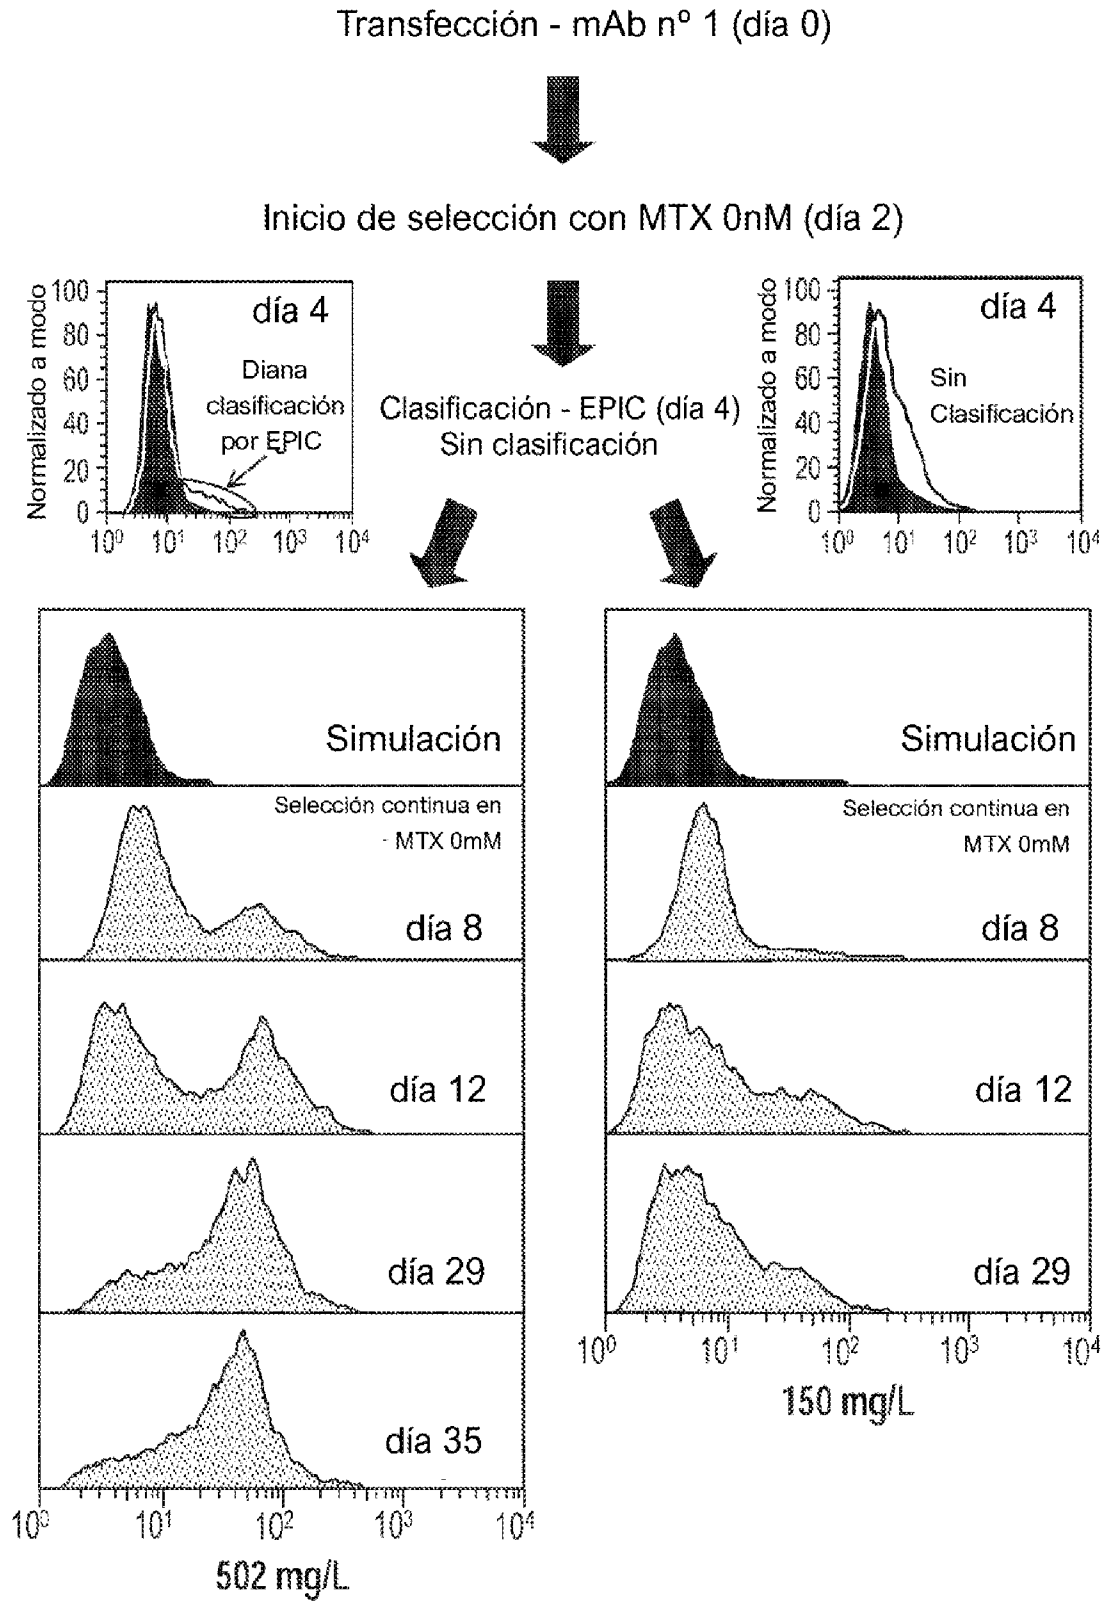 Transfección - mAb nº 1 (día 0)
Inicio de selección con MTX 0nM (día 2)
Normalizado a modo
100
80
60
40
20
0
día 4
Diana
clasificación
por EPIC
10⁰ 10¹ 10² 10³ 10⁴
Clasificación - EPIC (día 4)
Sin clasificación
Normalizado a modo
100
80
60
40
20
0
día 4
Sin
Clasificación
10⁰ 10¹ 10² 10³ 10⁴
Simulación
Selección continua en
- MTX 0mM
día 8
día 12
día 29
día 35
10⁰ 10¹ 10² 10³ 10⁴
502 mg/L
Simulación
Selección continua en
MTX 0mM
día 8
día 12
día 29
10⁰ 10¹ 10² 10³ 10⁴
150 mg/L